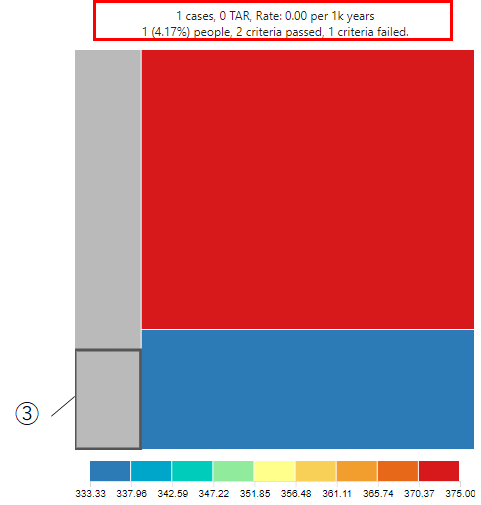 1 cases, 0 TAR, Rate: 0.00 per 1k years
1 (4.17%) people, 2 criteria passed, 1 criteria failed.
③
333.33 337.96 342.59 347.22 351.85 356.48 361.11 365.74 370.37 375.00